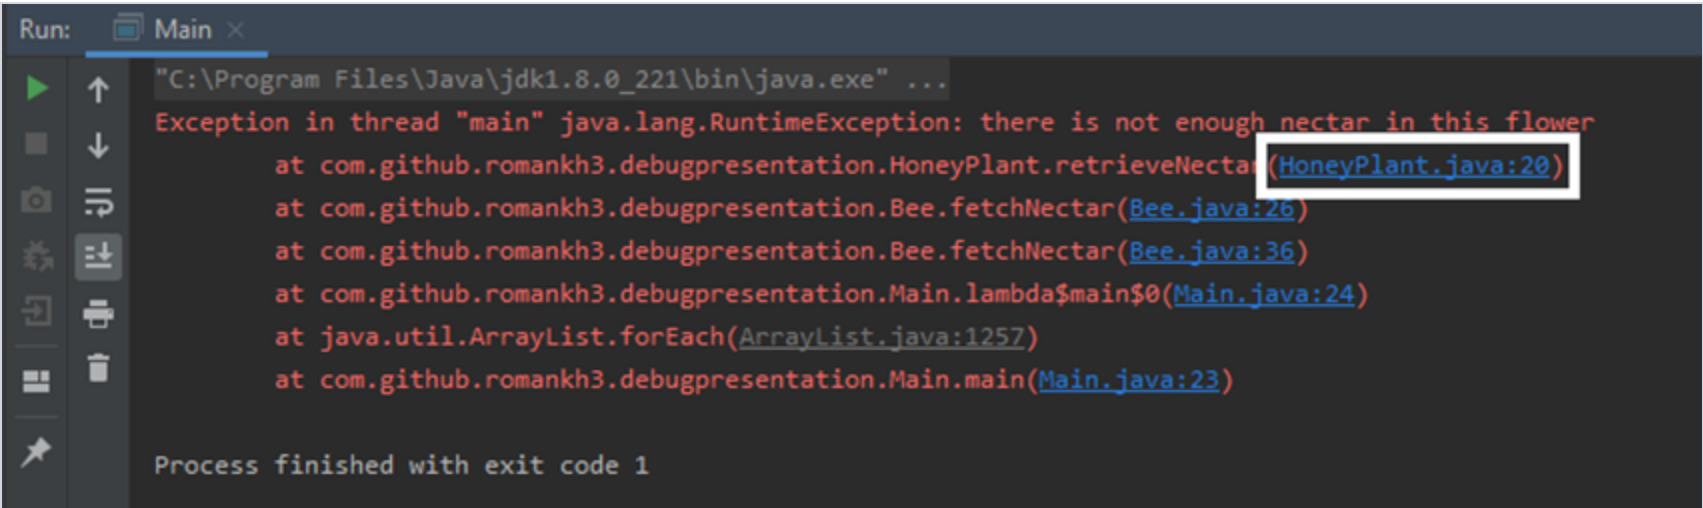 Run: Main
"C:\Program Files\Java\jdk1.8.0_221\bin\java.exe" ...
Exception in thread "main" java.lang.RuntimeException: there is not enough nectar in this flower
at com.github.romankh3.debugpresentation.HoneyPlant.retrieveNectar(HoneyPlant.java:20)
at com.github.romankh3.debugpresentation.Bee.fetchNectar(Bee.java:26)
at com.github.romankh3.debugpresentation.Bee.fetchNectar(Bee.java:36)
at com.github.romankh3.debugpresentation.Main.lambda$main$0(Main.java:24)
at java.util.ArrayList.forEach(ArrayList.java:1257)
at com.github.romankh3.debugpresentation.Main.main(Main.java:23)
Process finished with exit code 1